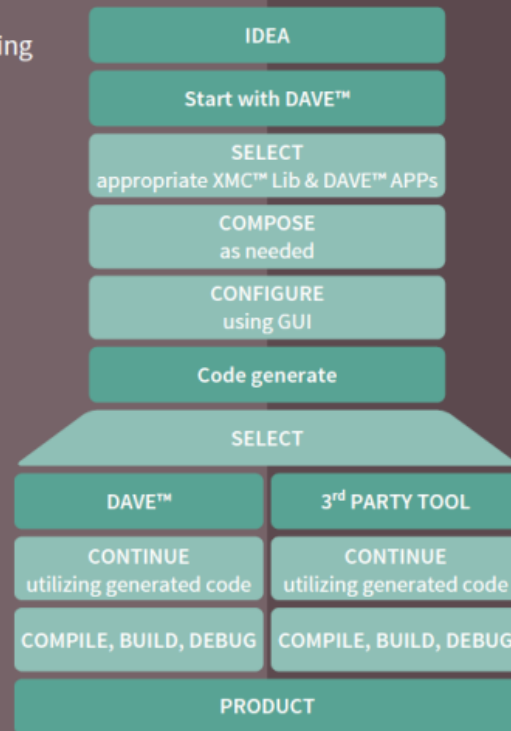 ing
IDEA
Start with DAVE™
SELECT
appropriate XMC™ Lib & DAVE™ APPs
COMPOSE
as needed
CONFIGURE
using GUI
Code generate
SELECT
DAVE™
3rd PARTY TOOL
CONTINUE
utilizing generated code
CONTINUE
utilizing generated code
COMPILE, BUILD, DEBUG
COMPILE, BUILD, DEBUG
PRODUCT